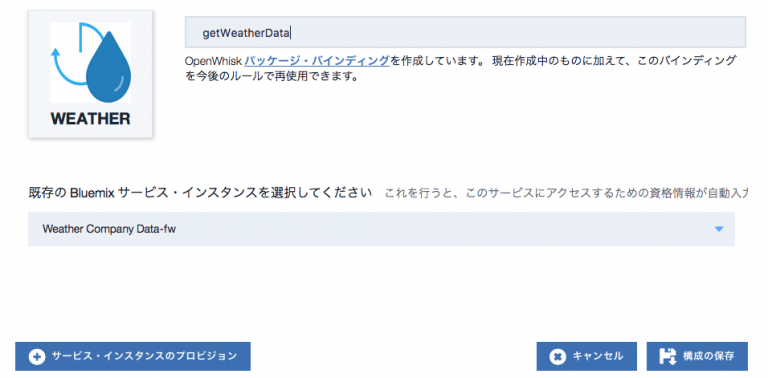 getWeatherData
OpenWhisk パッケージ・バインディングを作成しています。 現在作成中のものに加えて、このバインディング
を今後のルールで再使用できます。
WEATHER
既存の Bluemix サービス・インスタンスを選択してください これを行うと、このサービスにアクセスするための資格情報が自動入力
Weather Company Data-fw
サービス・インスタンスのプロビジョン
キャンセル
構成の保存